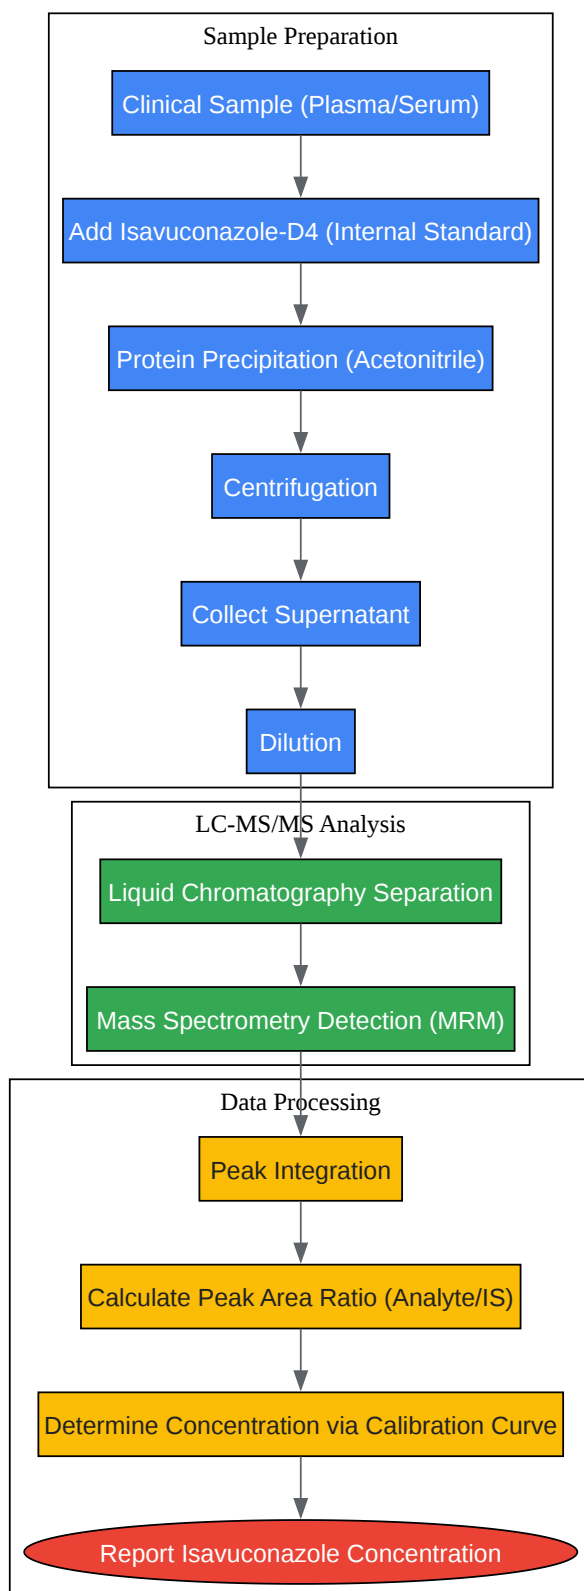 Sample Preparation
Clinical Sample (Plasma/Serum)
Add Isavuconazole-D4 (Internal Standard)
Protein Precipitation (Acetonitrile)
Centrifugation
Collect Supernatant
Dilution
LC-MS/MS Analysis
Liquid Chromatography Separation
Mass Spectrometry Detection (MRM)
Data Processing
Peak Integration
Calculate Peak Area Ratio (Analyte/IS)
Determine Concentration via Calibration Curve
Report Isavuconazole Concentration